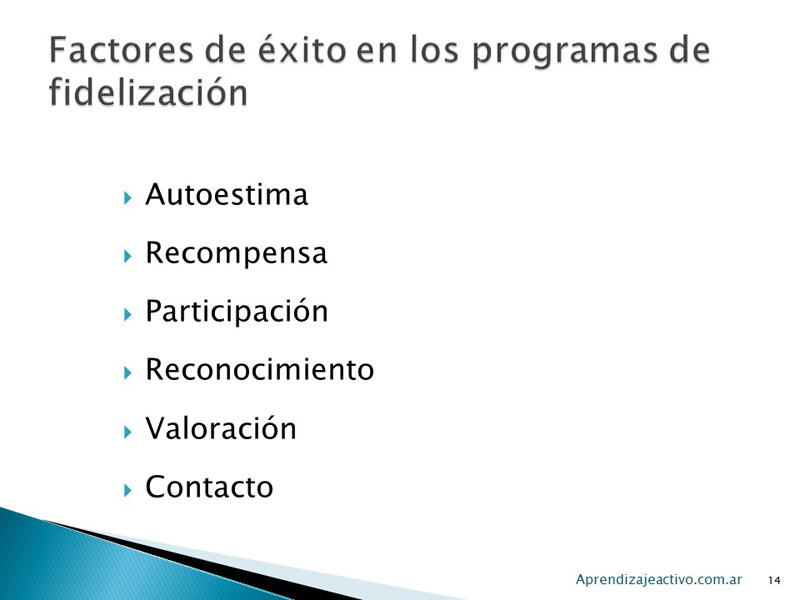 Factores de éxito en los programas de
fidelización
Autoestima
Recompensa
Participación
Reconocimiento
Valoración
Contacto
Aprendizajeactivo.com.ar 14